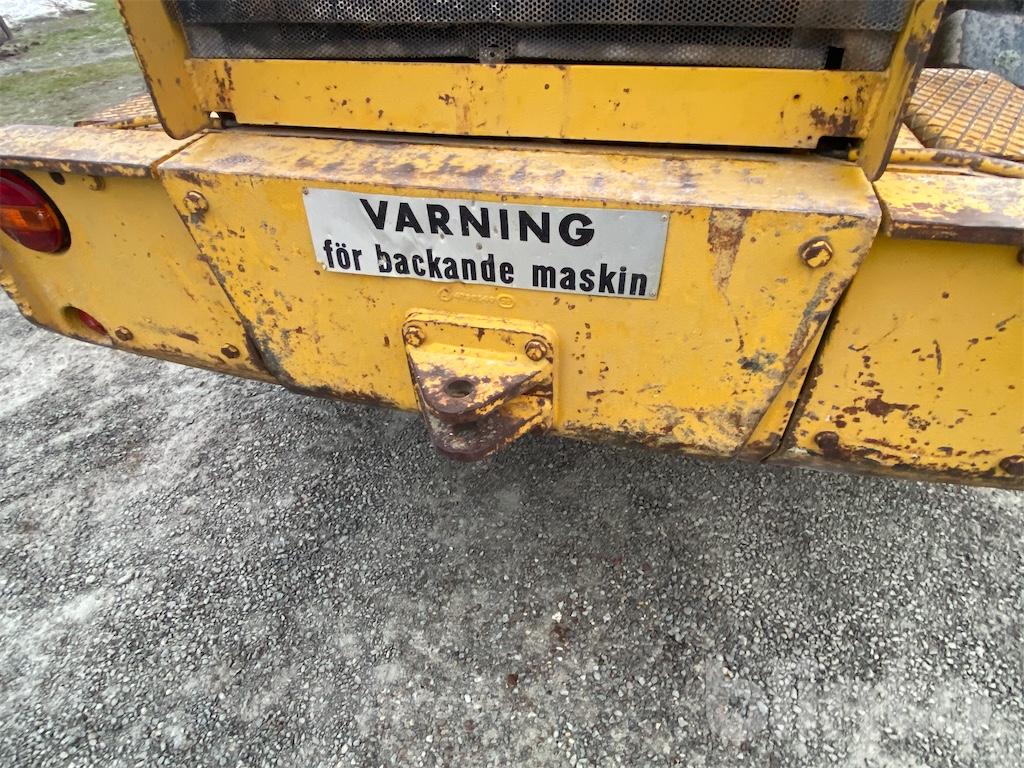 VARNING
för backande maskin